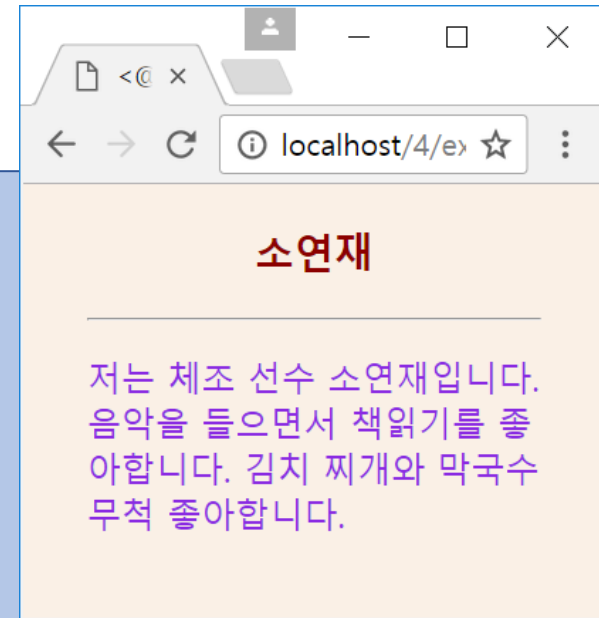 <@
localhost/4/ex
소연재
저는 체조 선수 소연재입니다.
음악을 들으면서 책읽기를 좋
아합니다. 김치 찌개와 막국수
무척 좋아합니다.